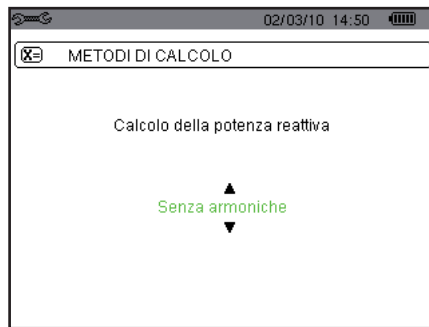 02/03/10 14:50
X= METODI DI CALCOLO
Calcolo della potenza reattiva
Senza armoniche